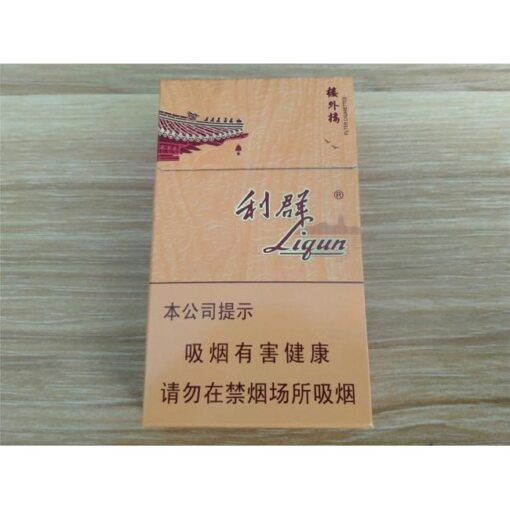 楼外楼
利群®
Liqun
本公司提示
吸烟有害健康
请勿在禁烟场所吸烟